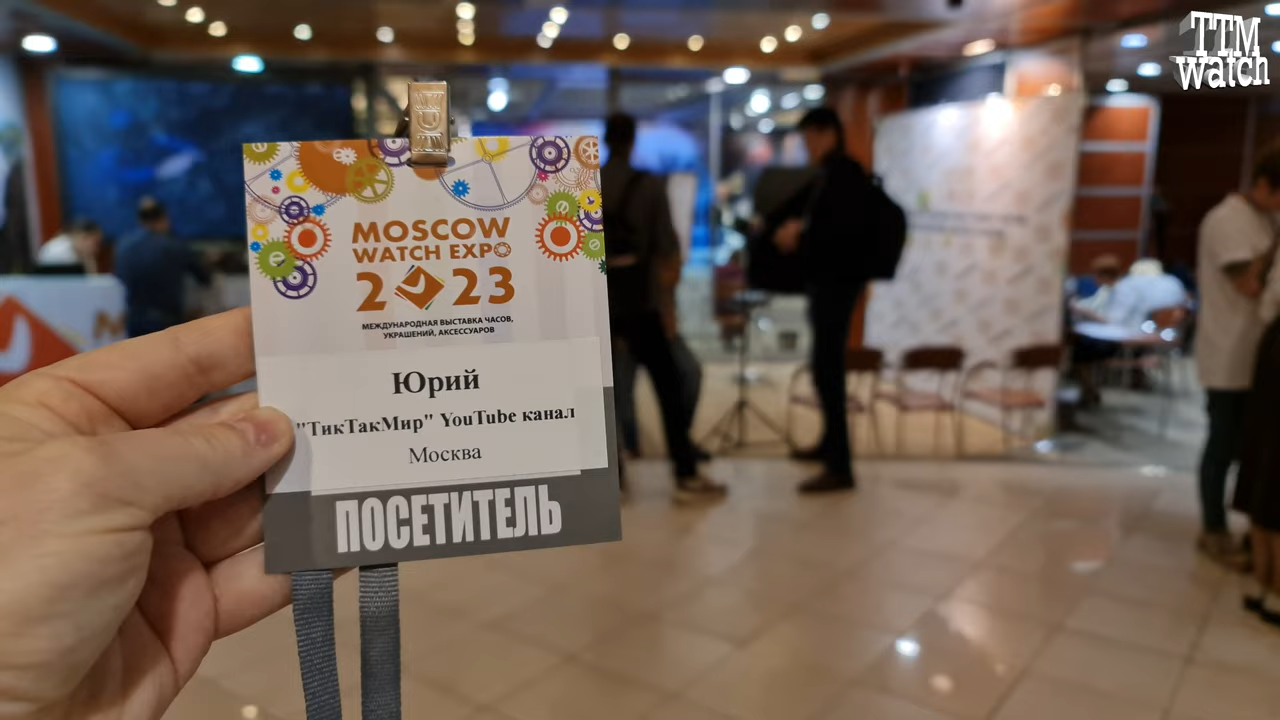 TTM
watch
MOSCOW
WATCH EXPO
2023
МЕЖДУНАРОДНАЯ ВЫСТАВКА ЧАСОВ,
УКРАШЕНИЙ, АКСЕССУАРОВ
Юрий
"ТикТакМир" YouTube канал
Москва
ПОСЕТИТЕЛЬ